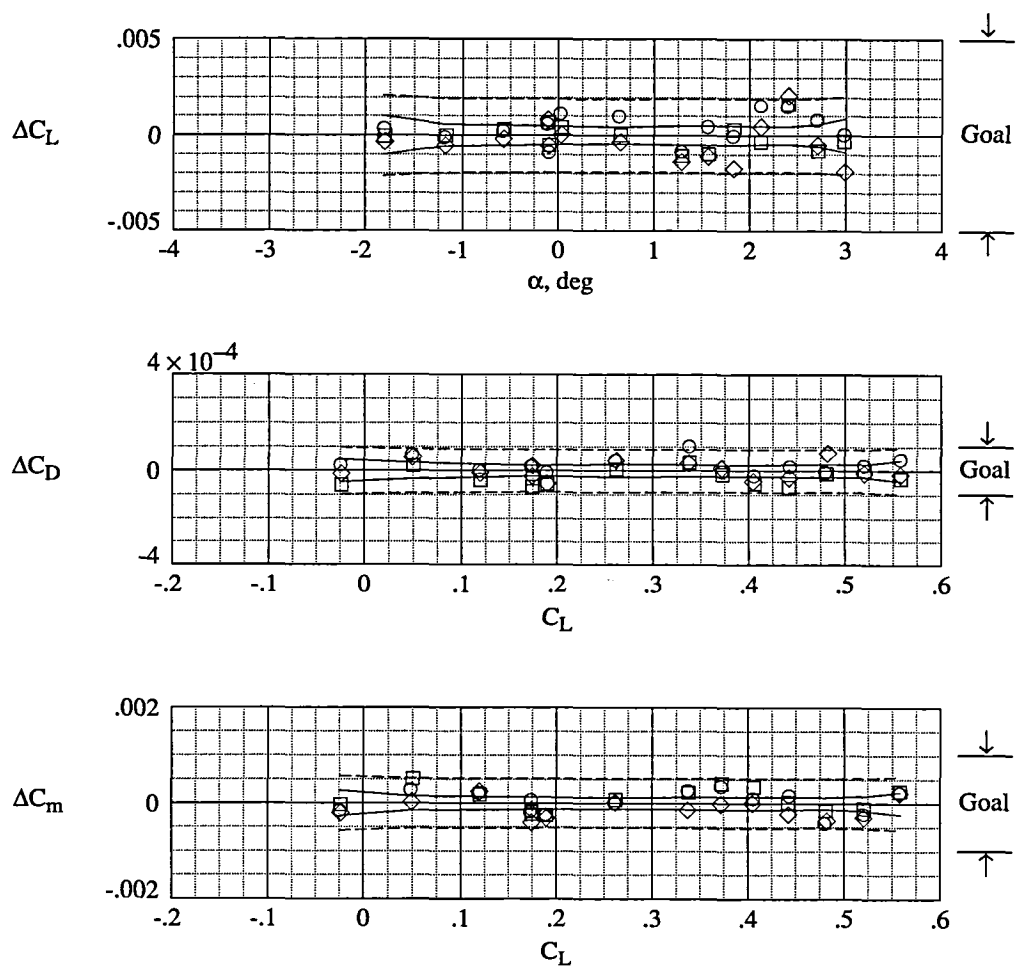 .005
ΔC_L
0
-.005
-4 -3 -2 -1 0 1 2 3 4
α, deg
Goal
4 × 10⁻⁴
ΔC_D
0
-4
-.2 -.1 0 .1 .2 .3 .4 .5 .6
C_L
Goal
.002
ΔC_m
0
-.002
-.2 -.1 0 .1 .2 .3 .4 .5 .6
C_L
Goal